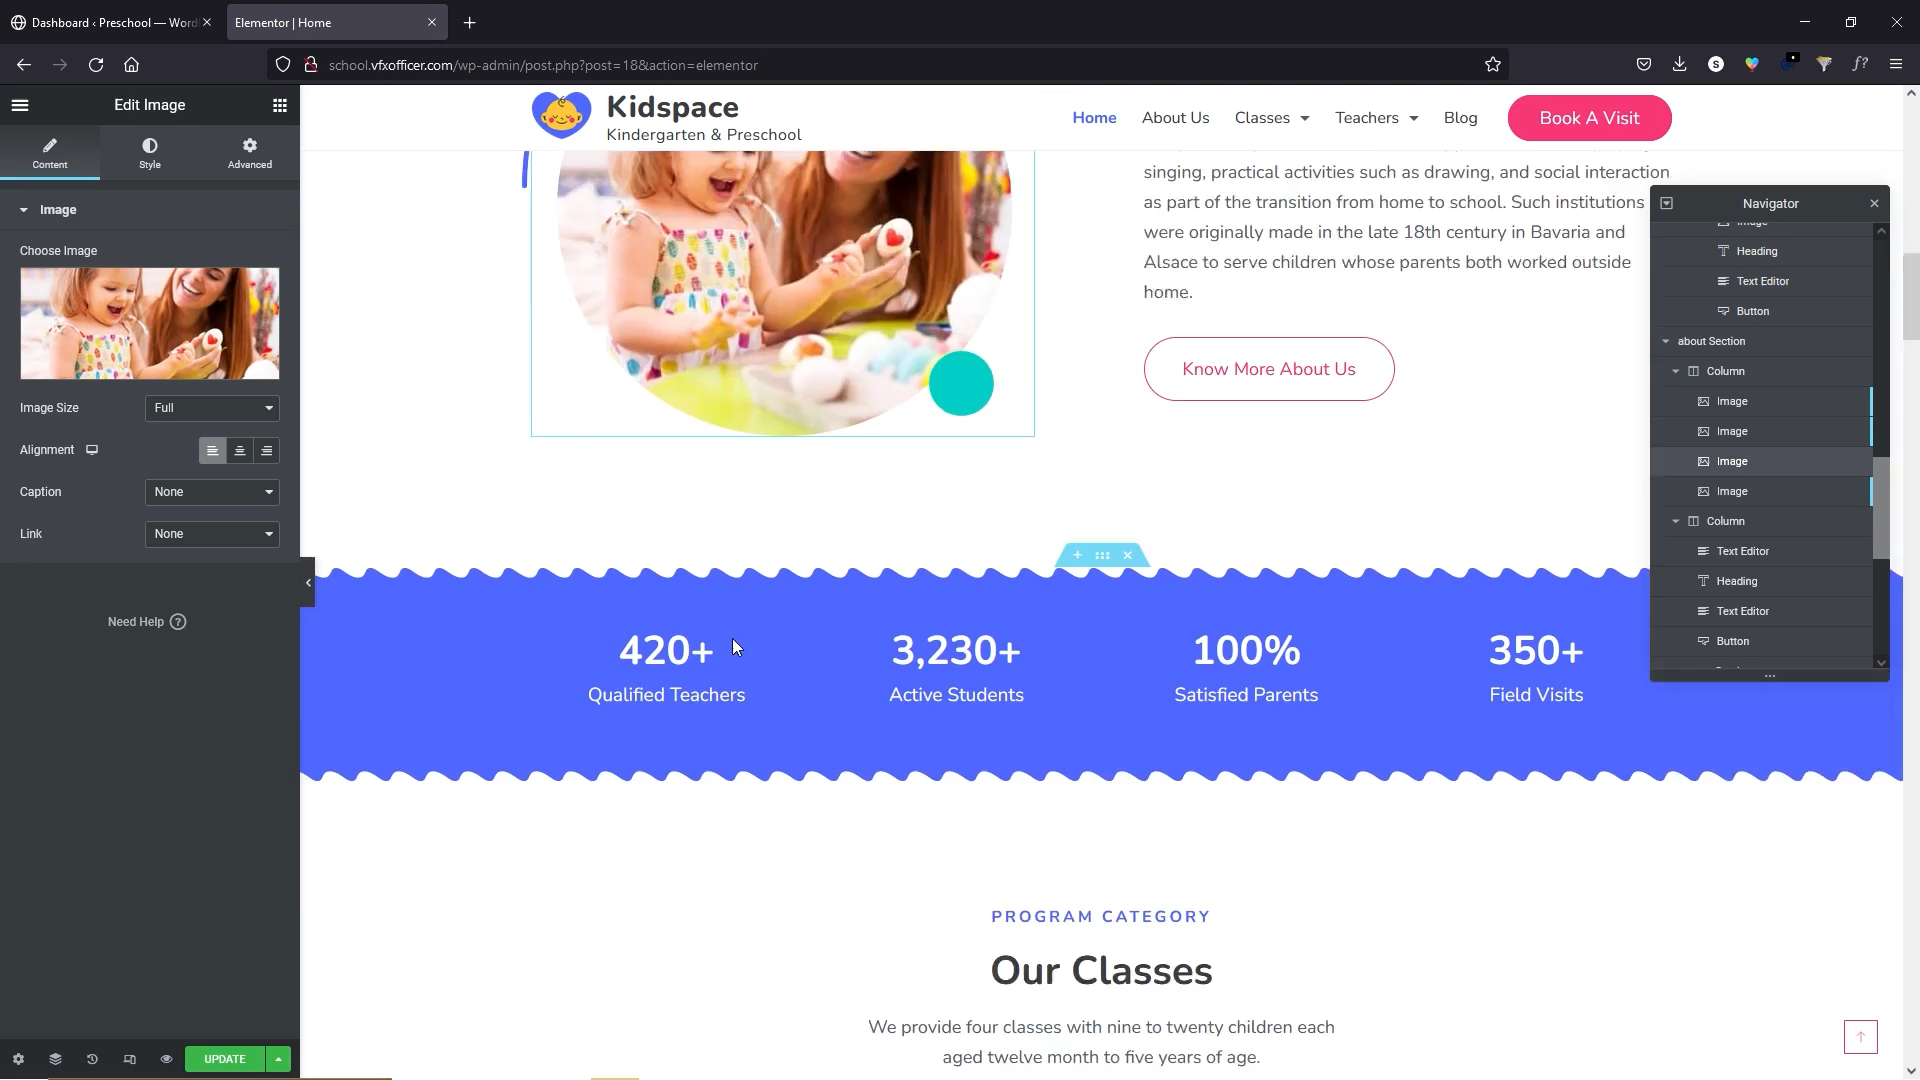 Dashboard ‹ Preschool — Word
Elementor | Home
school.vfxofficer.com/wp-admin/post.php?post=18&action=elementor
Edit Image
Content
Style
Advanced
Image
Choose Image
Image Size
Full
Alignment
Caption
None
Link
None
Need Help
UPDATE
Kidspace
Kindergarten & Preschool
Home
About Us
Classes
Teachers
Blog
Book A Visit
singing, practical activities such as drawing, and social interaction
as part of the transition from home to school. Such institutions
were originally made in the late 18th century in Bavaria and
Alsace to serve children whose parents both worked outside
home.
Know More About Us
420+
Qualified Teachers
3,230+
Active Students
100%
Satisfied Parents
350+
Field Visits
PROGRAM CATEGORY
Our Classes
We provide four classes with nine to twenty children each
aged twelve month to five years of age.
Navigator
Image
Heading
Text Editor
Button
about Section
Column
Image
Image
Image
Image
Column
Text Editor
Heading
Text Editor
Button